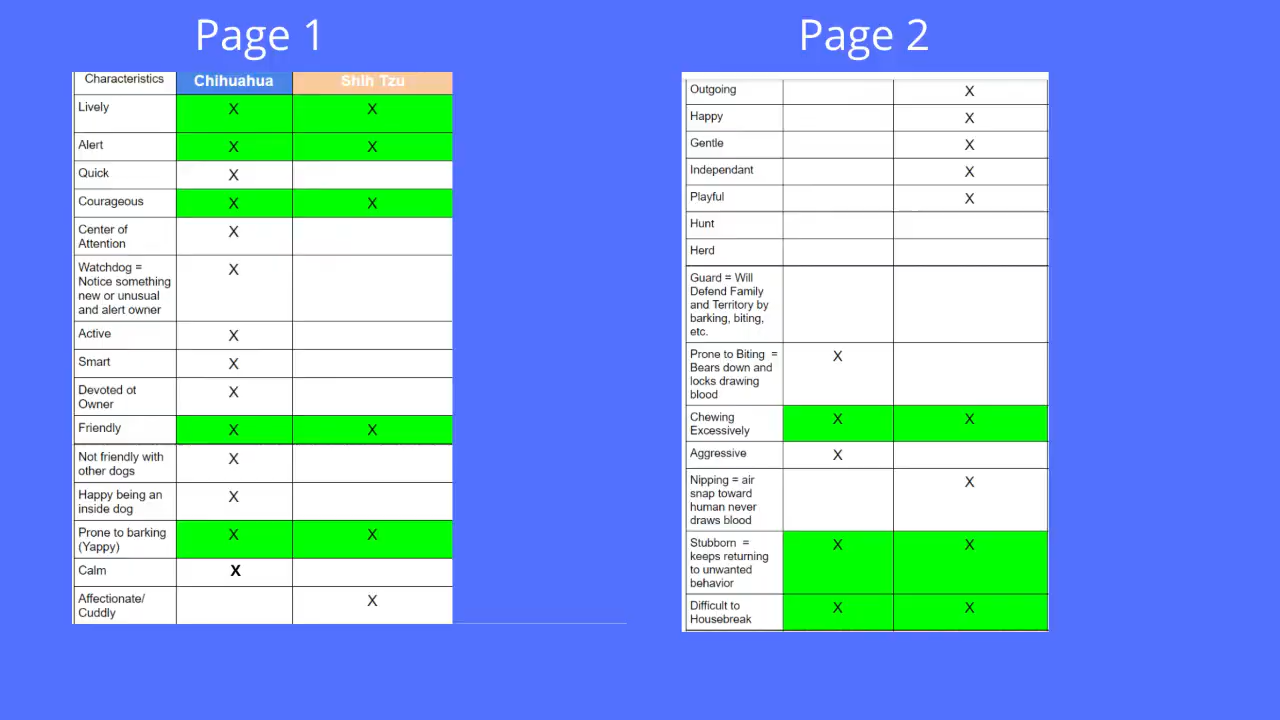 Page 1
Characteristics Chihuahua Shih Tzu
Lively X X
Alert X X
Quick X
Courageous X X
Center of
Attention X
Watchdog =
Notice something
new or unusual
and alert owner X
Active X
Smart X
Devoted ot
Owner X
Friendly X X
Not friendly with
other dogs X
Happy being an
inside dog X
Prone to barking
(Yappy) X X
Calm X
Affectionate/
Cuddly X
Page 2
Outgoing X
Happy X
Gentle X
Independant X
Playful X
Hunt
Herd
Guard = Will
Defend Family
and Territory by
barking, biting,
etc.
Prone to Biting =
Bears down and
locks drawing
blood X
Chewing
Excessively X X
Aggressive X
Nipping = air
snap toward
human never
draws blood X
Stubborn =
keeps returning
to unwanted
behavior X X
Difficult to
Housebreak X X